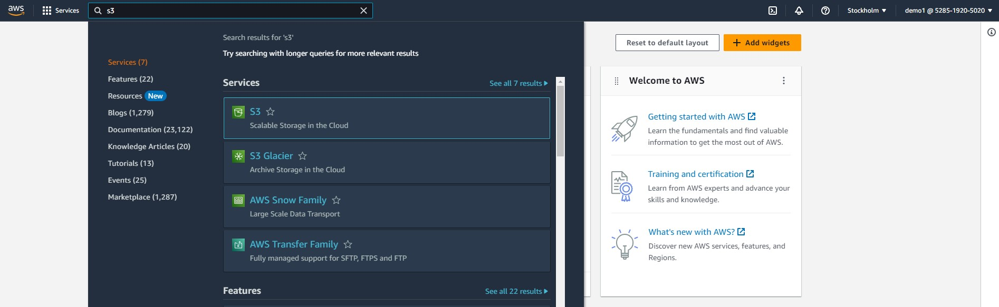 aws
Services
s3
Stockholm
demo1 @ 5285-1920-5020
Search results for 's3'
Try searching with longer queries for more relevant results
Services (7)
Features (22)
Resources New
Blogs (1,279)
Documentation (23,122)
Knowledge Articles (20)
Tutorials (13)
Events (25)
Marketplace (1,287)
Services
See all 7 results
S3
Scalable Storage in the Cloud
S3 Glacier
Archive Storage in the Cloud
AWS Snow Family
Large Scale Data Transport
AWS Transfer Family
Fully managed support for SFTP, FTPS and FTP
Features
See all 22 results
Reset to default layout
Add widgets
Welcome to AWS
Getting started with AWS
Learn the fundamentals and find valuable
information to get the most out of AWS.
Training and certification
Learn from AWS experts and advance your
skills and knowledge.
What's new with AWS?
Discover new AWS services, features, and
Regions.